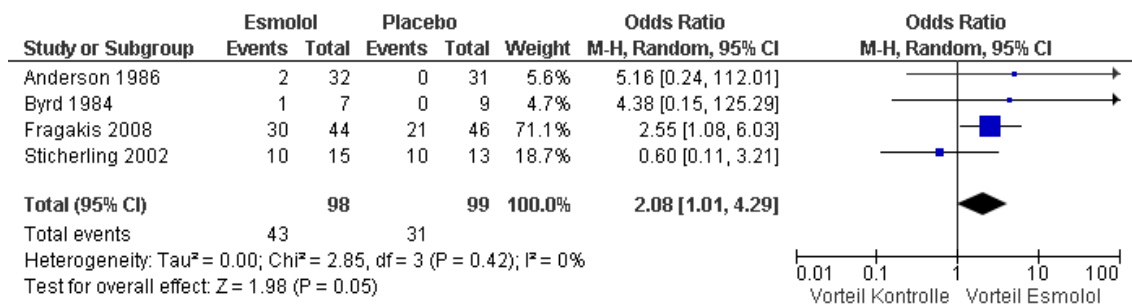 Esmolol Placebo Odds Ratio Odds Ratio
Study or Subgroup Events Total Events Total Weight M-H, Random, 95% CI M-H, Random, 95% CI
Anderson 1986 2 32 0 31 5.6% 5.16 [0.24, 112.01]
Byrd 1984 1 7 0 9 4.7% 4.38 [0.15, 125.29]
Fragakis 2008 30 44 21 46 71.1% 2.55 [1.08, 6.03]
Sticherling 2002 10 15 10 13 18.7% 0.60 [0.11, 3.21]
Total (95% CI) 98 99 100.0% 2.08 [1.01, 4.29]
Total events 43 31
Heterogeneity: Tau² = 0.00; Chi² = 2.85, df = 3 (P = 0.42); I² = 0%
Test for overall effect: Z = 1.98 (P = 0.05)
0.01 0.1 1 10 100
Vorteil Kontrolle Vorteil Esmolol